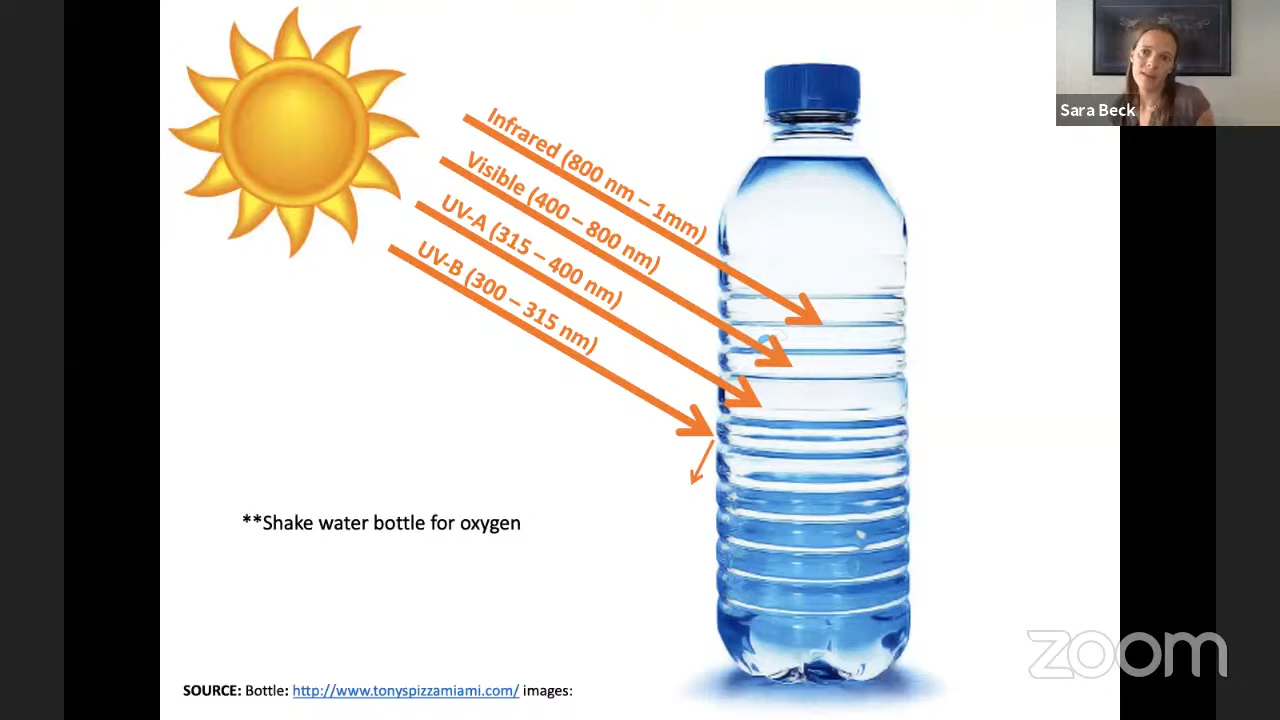 Infrared (800 nm – 1mm)
Visible (400 – 800 nm)
UV-A (315 – 400 nm)
UV-B (300 – 315 nm)
**Shake water bottle for oxygen
SOURCE: Bottle: http://www.tonyspizzamiami.com/ images:
Sara Beck
zoom